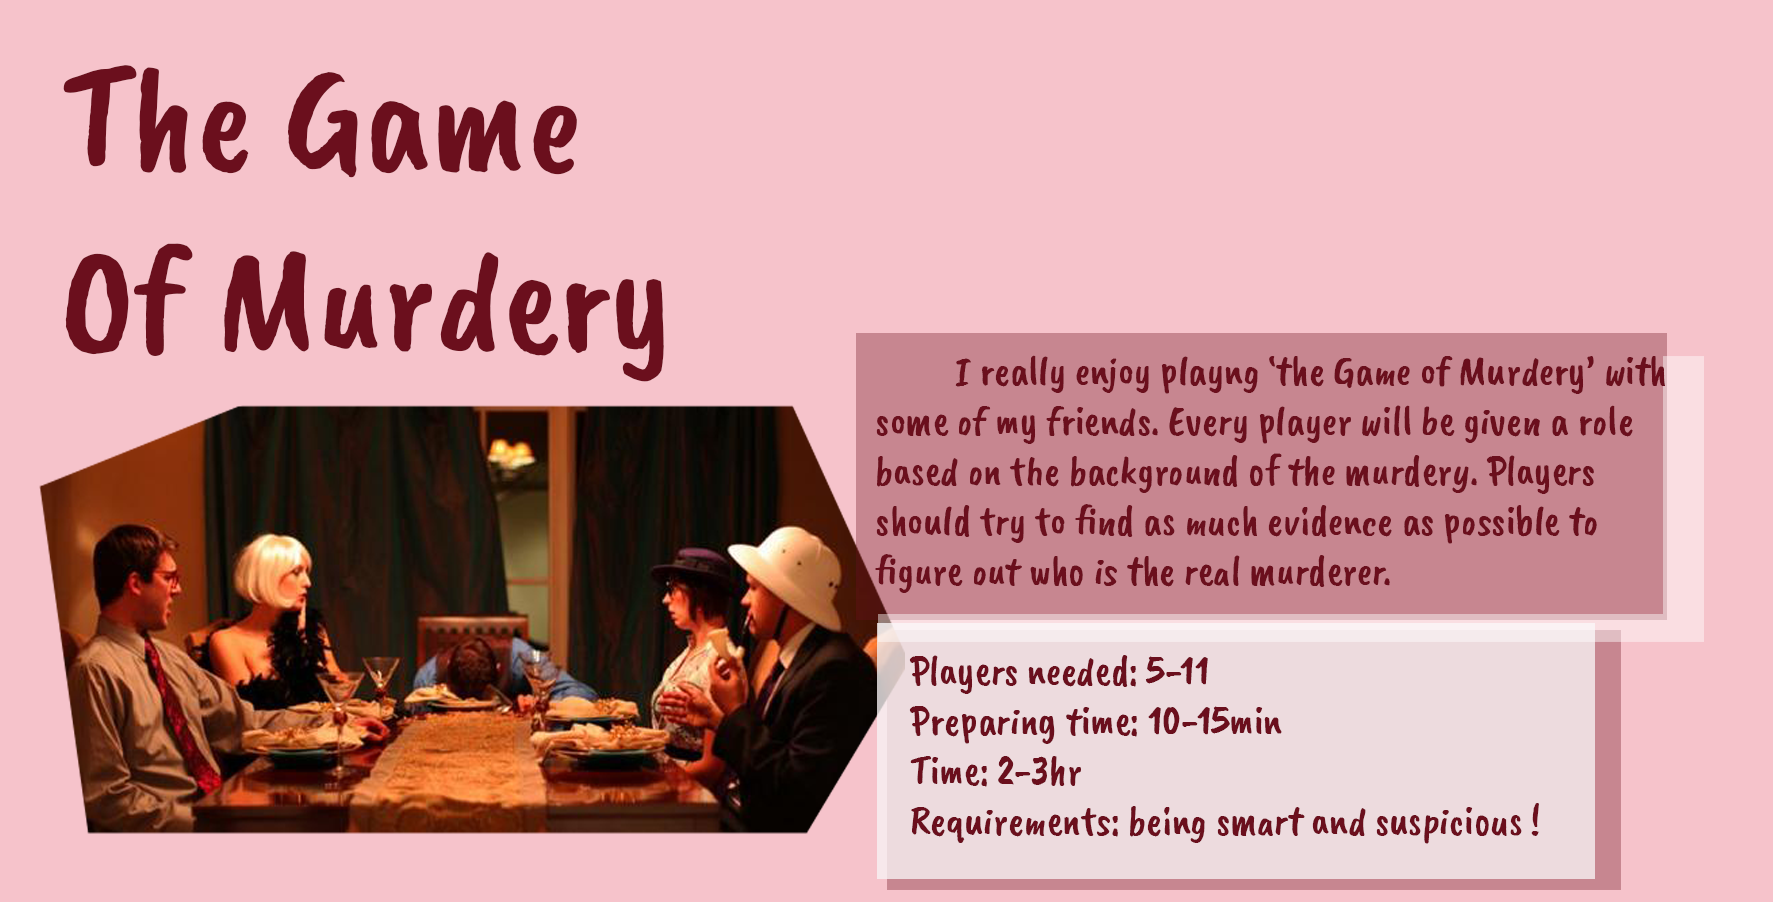 The Game
Of Murdery
I really enjoy playng ‘the Game of Murdery’ with
some of my friends. Every player will be given a role
based on the background of the murdery. Players
should try to find as much evidence as possible to
figure out who is the real murderer.
Players needed: 5-11
Preparing time: 10-15min
Time: 2-3hr
Requirements: being smart and suspicious !